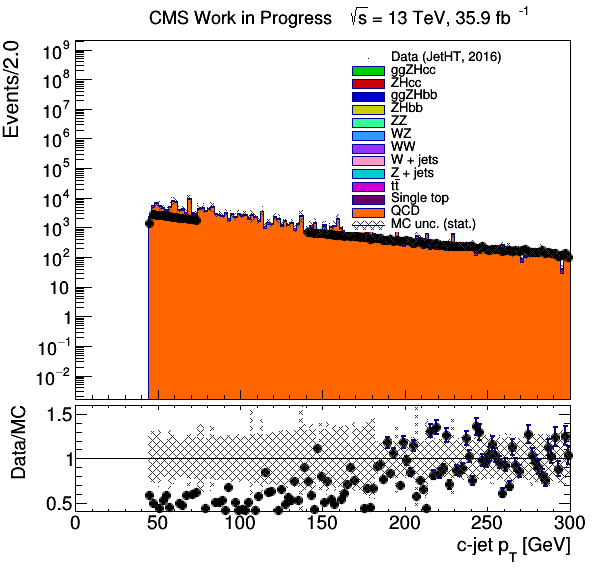 CMS Work in Progress √s = 13 TeV, 35.9 fb⁻¹
Events/2.0
10⁹
10⁸
10⁷
10⁶
10⁵
10⁴
10³
10²
10
1
10⁻¹
10⁻²
Data (JetHT, 2016)
ggZHcc
ZHcc
ggZHbb
ZHbb
ZZ
WZ
WW
W + jets
Z + jets
tt̄
Single top
QCD
MC unc. (stat.)
Data/MC
1.5
1
0.5
0 50 100 150 200 250 300
c-jet p_T [GeV]